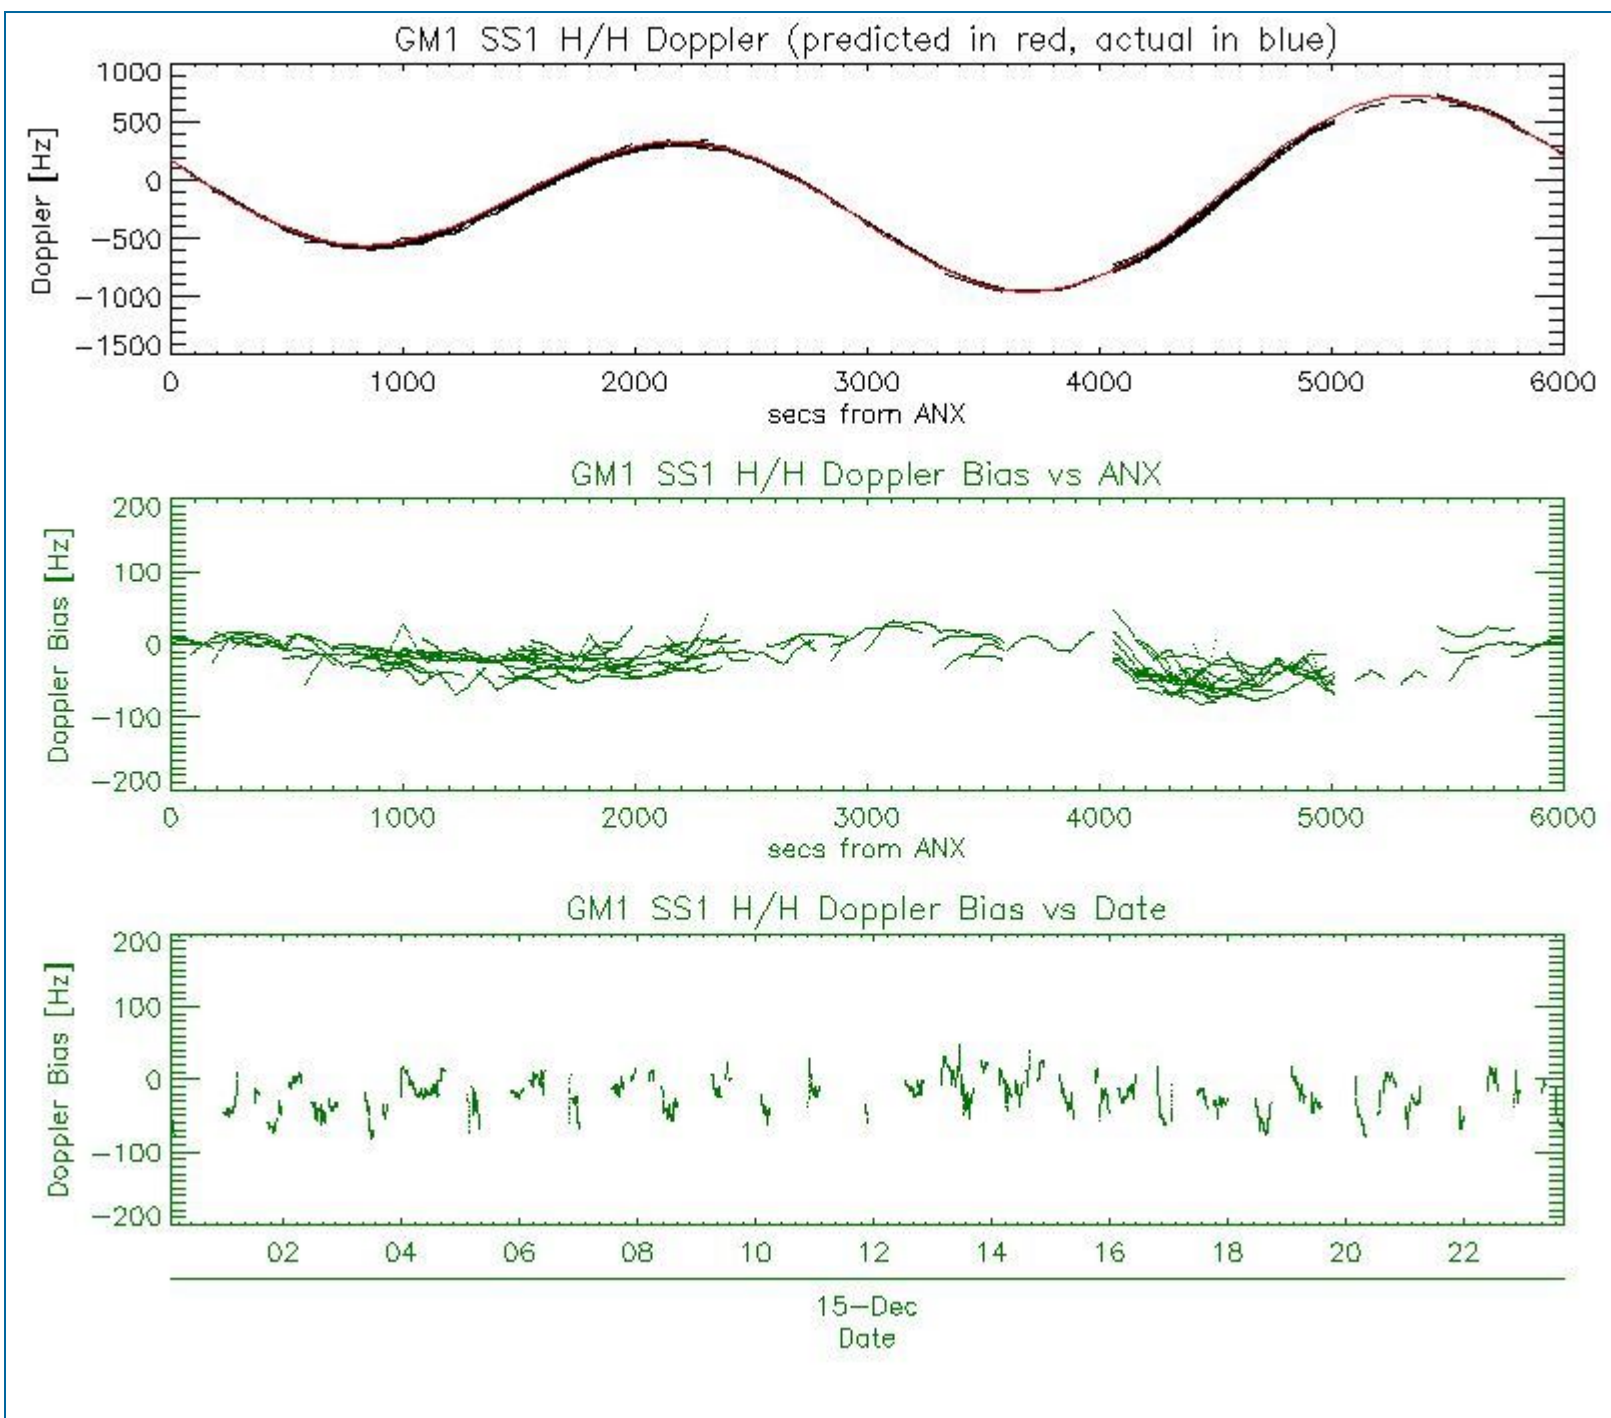 GM1 SS1 H/H Doppler (predicted in red, actual in blue)
Doppler [Hz]
1000
500
0
-500
-1000
-1500
0 1000 2000 3000 4000 5000 6000
secs from ANX
GM1 SS1 H/H Doppler Bias vs ANX
Doppler Bias [Hz]
200
100
0
-100
-200
0 1000 2000 3000 4000 5000 6000
secs from ANX
GM1 SS1 H/H Doppler Bias vs Date
Doppler Bias [Hz]
200
100
0
-100
-200
02 04 06 08 10 12 14 16 18 20 22
15-Dec
Date